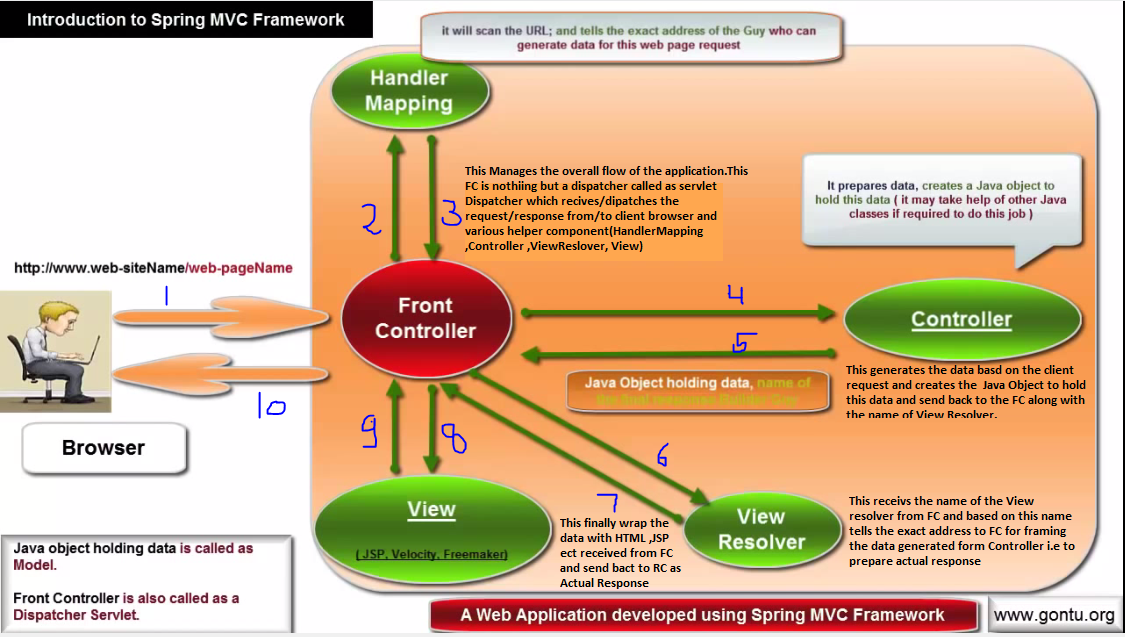 Introduction to Spring MVC Framework
it will scan the URL; and tells the exact address of the Guy who can
generate data for this web page request
Handler
Mapping
This Manages the overall flow of the application.This
FC is nothiing but a dispatcher called as servlet
Dispatcher which recives/dipatches the
request/response from/to client browser and
various helper component(HandlerMapping
,Controller ,ViewReslover, View)
It prepares data, creates a Java object to
hold this data ( it may take help of other Java
classes if required to do this job )
2
3
http://www.web-siteName/web-pageName
1
Front
Controller
4
Controller
5
10
Java Object holding data, name of
the final response Builder Guy
This generates the data basd on the client
request and creates the Java Object to hold
this data and send back to the FC along with
the name of View Resolver.
Browser
9
8
6
7
View
( JSP, Velocity, Freemaker)
This finally wrap the
data with HTML ,JSP
ect received from FC
and send bact to RC as
Actual Response
View
Resolver
This receivs the name of the View
resolver from FC and based on this name
tells the exact address to FC for framing
the data generated form Controller i.e to
prepare actual response
Java object holding data is called as
Model.
Front Controller is also called as a
Dispatcher Servlet.
A Web Application developed using Spring MVC Framework
www.gontu.org